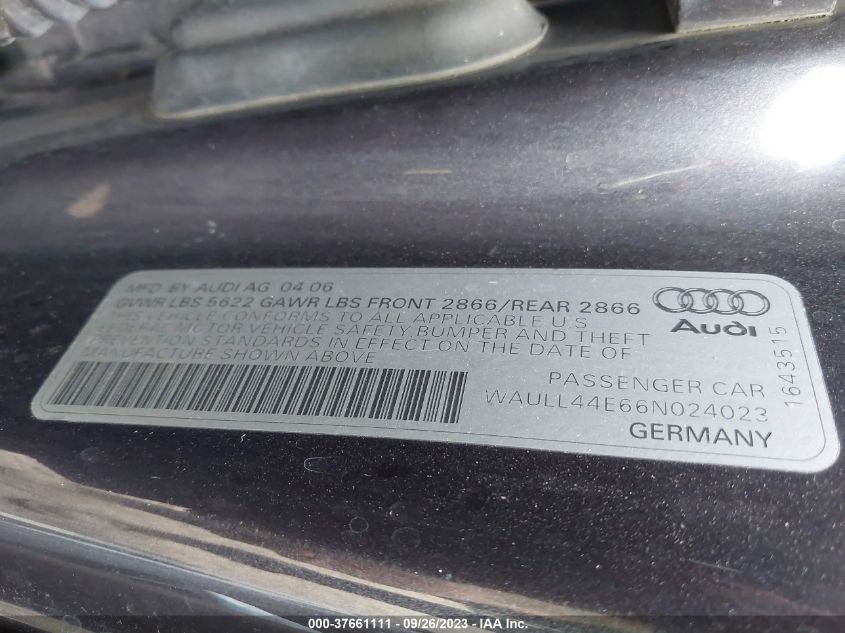 MFD BY AUDI AG 04 06
GVWR LBS 5622 GAWR LBS FRONT 2866/REAR 2866
THIS VEHICLE CONFORMS TO ALL APPLICABLE U.S
FEDERAL MOTOR VEHICLE SAFETY, BUMPER AND THEFT
PREVENTION STANDARDS IN EFFECT ON THE DATE OF
MANUFACTURE SHOWN ABOVE
Audi
1643515
PASSENGER CAR
WAULL44E66N024023
GERMANY
000-37661111 - 09/26/2023 - IAA Inc.